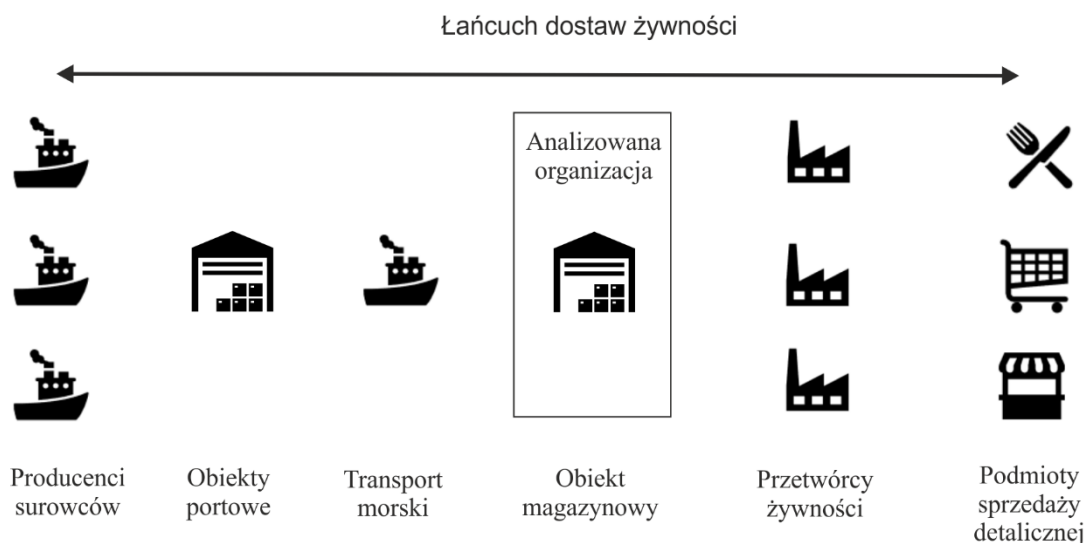 Łańcuch dostaw żywności
Analizowana
organizacja
Producenci
surowców
Obiekty
portowe
Transport
morski
Obiekt
magazynowy
Przetwórcy
żywności
Podmioty
sprzedaży
detalicznej